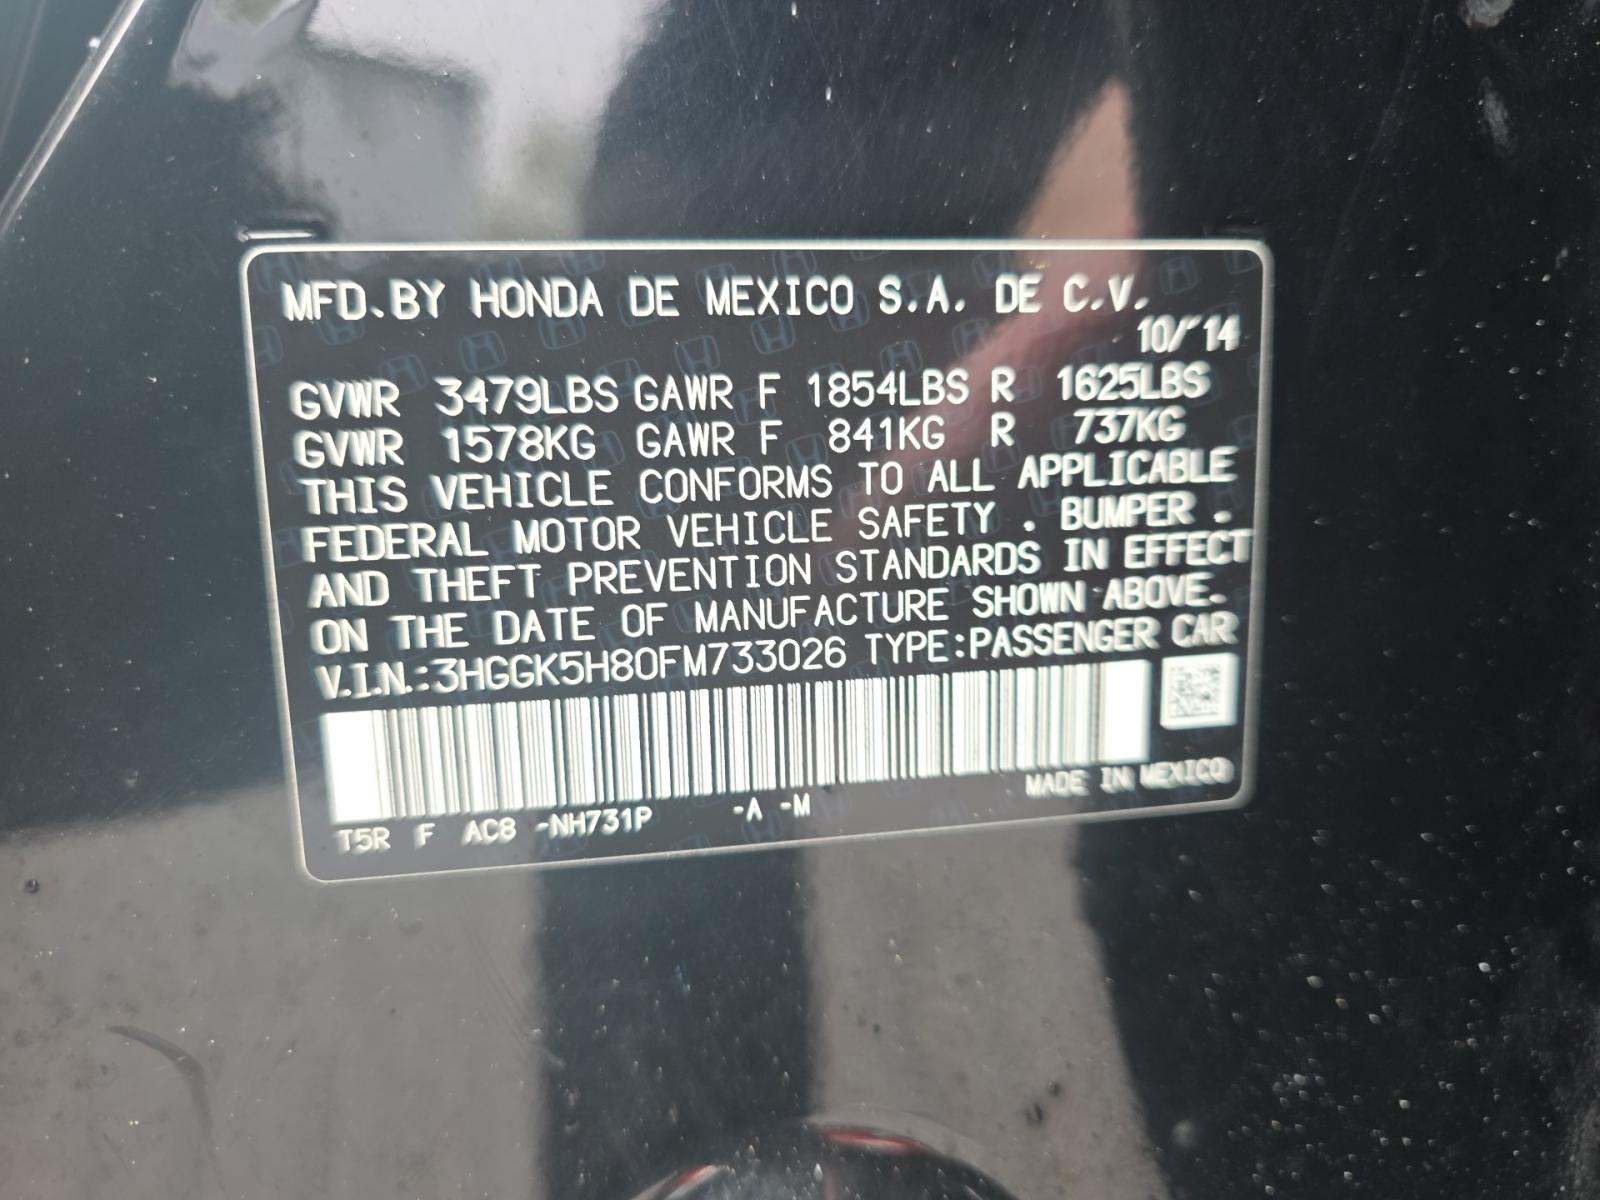 MFD.BY HONDA DE MEXICO S.A. DE C.V.
10/'14
GVWR 3479LBS GAWR F 1854LBS R 1625LBS
GVWR 1578KG GAWR F 841KG R 737KG
THIS VEHICLE CONFORMS TO ALL APPLICABLE
FEDERAL MOTOR VEHICLE SAFETY . BUMPER .
AND THEFT PREVENTION STANDARDS IN EFFECT
ON THE DATE OF MANUFACTURE SHOWN ABOVE.
V.I.N.:3HGGK5H80FM733026 TYPE:PASSENGER CAR
MADE IN MEXICO
T5R F AC8 -NH731P -A -M